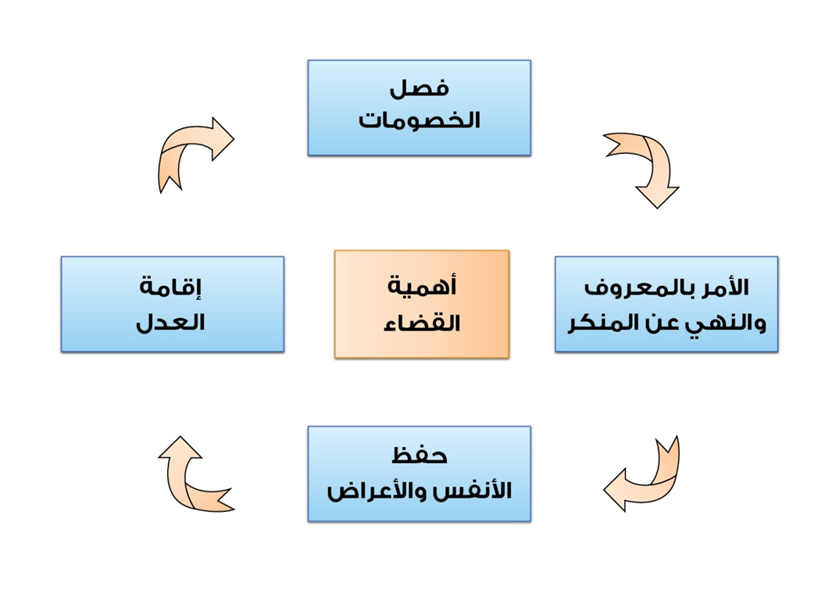 فصل
الخصومات
الأمر بالمعروف
والنهي عن المنكر
أهمية
القضاء
إقامة
العدل
حفظ
الأنفس والأعراض